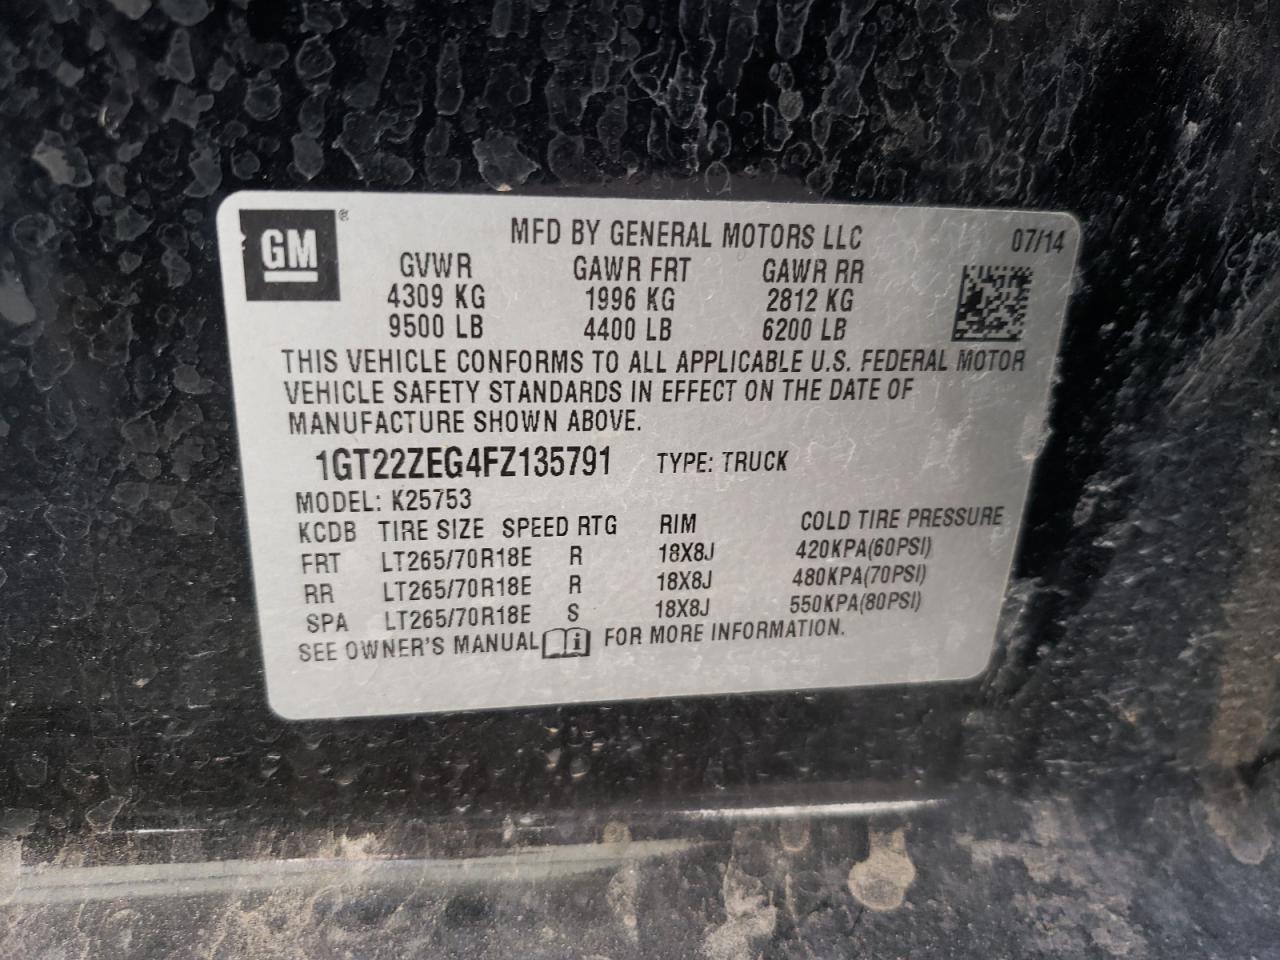 GM ®
MFD BY GENERAL MOTORS LLC 07/14
GVWR GAWR FRT GAWR RR
4309 KG 1996 KG 2812 KG
9500 LB 4400 LB 6200 LB
THIS VEHICLE CONFORMS TO ALL APPLICABLE U.S. FEDERAL MOTOR
VEHICLE SAFETY STANDARDS IN EFFECT ON THE DATE OF
MANUFACTURE SHOWN ABOVE.
1GT22ZEG4FZ135791 TYPE: TRUCK
MODEL: K25753
KCDB TIRE SIZE SPEED RTG RIM COLD TIRE PRESSURE
FRT LT265/70R18E R 18X8J 420KPA(60PSI)
RR LT265/70R18E R 18X8J 480KPA(70PSI)
SPA LT265/70R18E S 18X8J 550KPA(80PSI)
SEE OWNER'S MANUAL i FOR MORE INFORMATION.